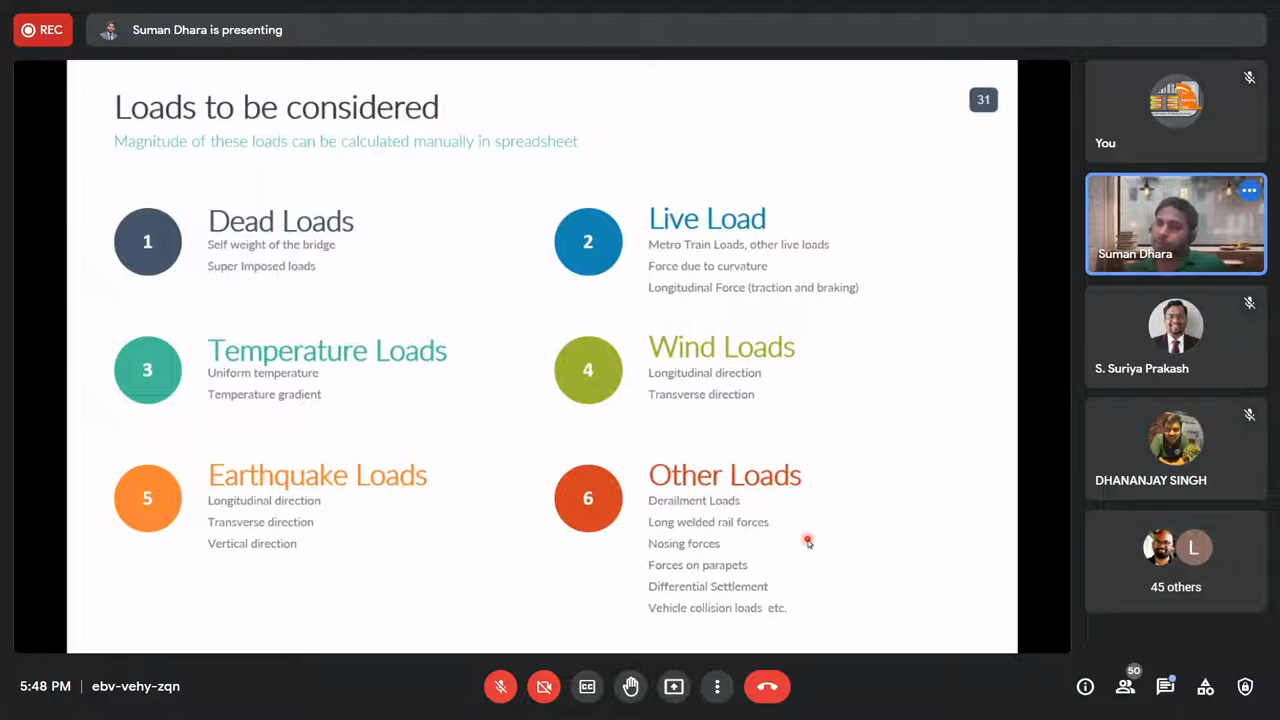 REC
Suman Dhara is presenting
Loads to be considered
31
Magnitude of these loads can be calculated manually in spreadsheet
1
Dead Loads
Self weight of the bridge
Super Imposed loads
2
Live Load
Metro Train Loads, other live loads
Force due to curvature
Longitudinal Force (traction and braking)
3
Temperature Loads
Uniform temperature
Temperature gradient
4
Wind Loads
Longitudinal direction
Transverse direction
5
Earthquake Loads
Longitudinal direction
Transverse direction
Vertical direction
6
Other Loads
Derailment Loads
Long welded rail forces
Nosing forces
Forces on parapets
Differential Settlement
Vehicle collision loads etc.
You
Suman Dhara
S. Suriya Prakash
DHANANJAY SINGH
L
45 others
5:48 PM
ebv-vehy-zqn
CC
50